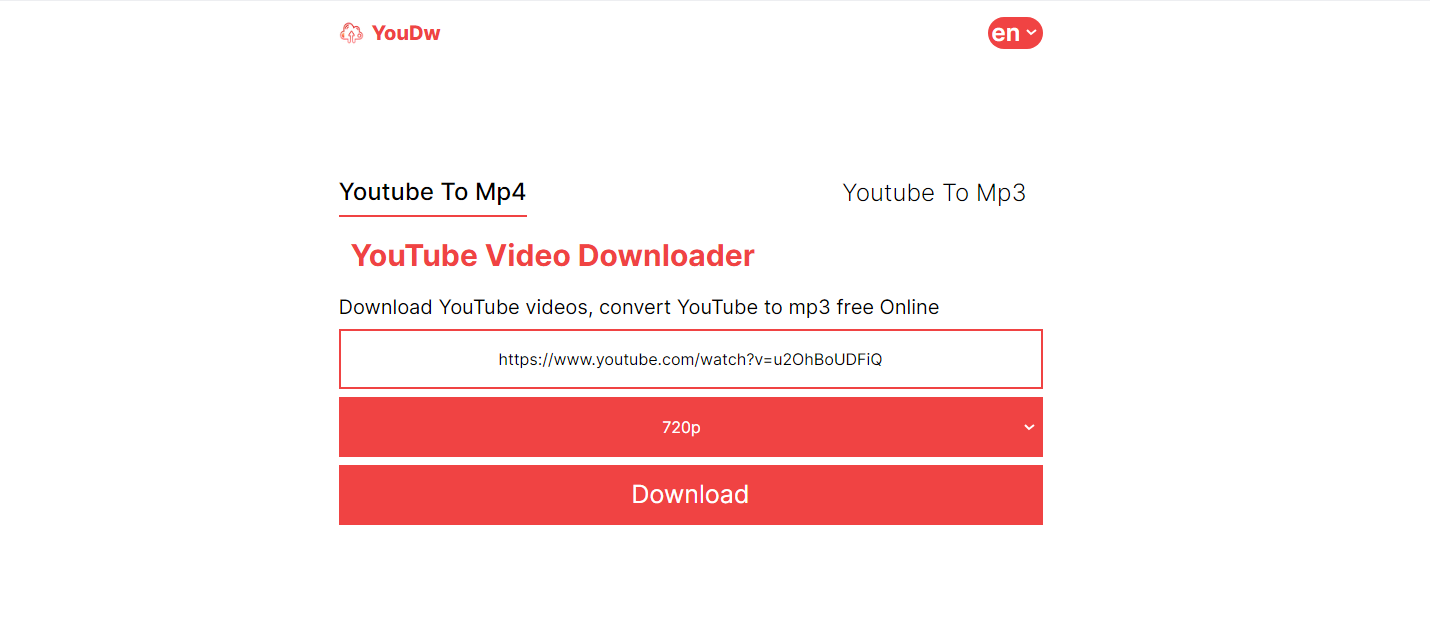 YouDw
en
Youtube To Mp4
Youtube To Mp3
YouTube Video Downloader
Download YouTube videos, convert YouTube to mp3 free Online
https://www.youtube.com/watch?v=u2OhBoUDFiQ
720p
Download